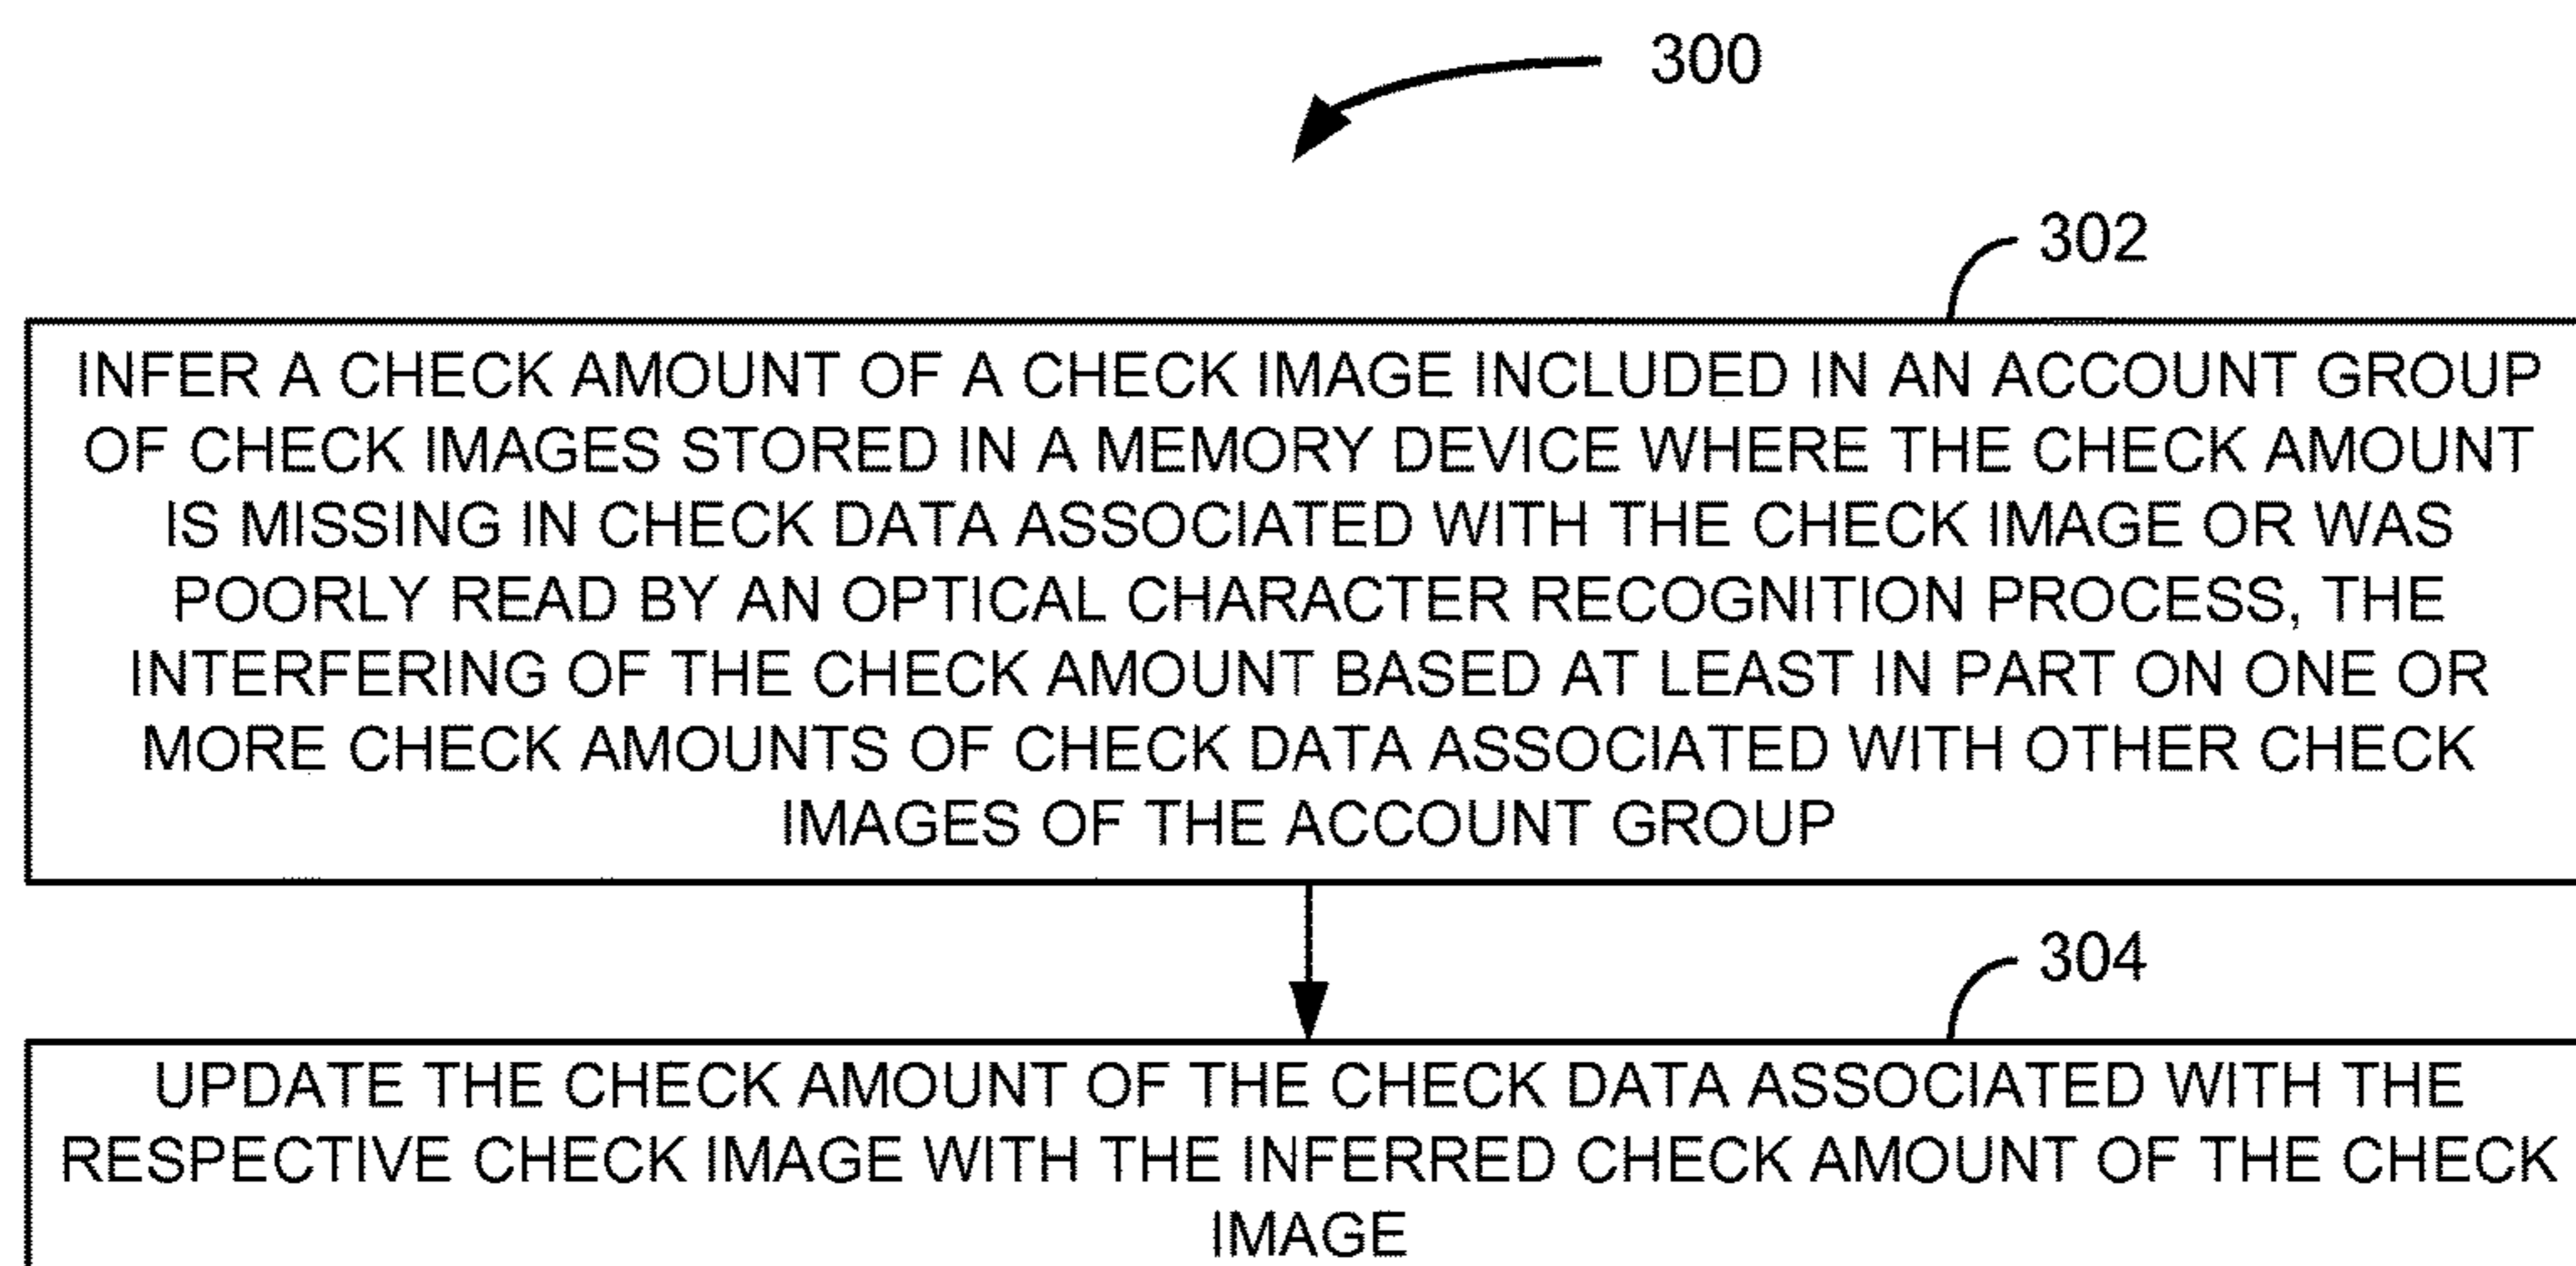 300
302
INFER A CHECK AMOUNT OF A CHECK IMAGE INCLUDED IN AN ACCOUNT GROUP
OF CHECK IMAGES STORED IN A MEMORY DEVICE WHERE THE CHECK AMOUNT
IS MISSING IN CHECK DATA ASSOCIATED WITH THE CHECK IMAGE OR WAS
POORLY READ BY AN OPTICAL CHARACTER RECOGNITION PROCESS, THE
INTERFERING OF THE CHECK AMOUNT BASED AT LEAST IN PART ON ONE OR
MORE CHECK AMOUNTS OF CHECK DATA ASSOCIATED WITH OTHER CHECK
IMAGES OF THE ACCOUNT GROUP
304
UPDATE THE CHECK AMOUNT OF THE CHECK DATA ASSOCIATED WITH THE
RESPECTIVE CHECK IMAGE WITH THE INFERRED CHECK AMOUNT OF THE CHECK
IMAGE